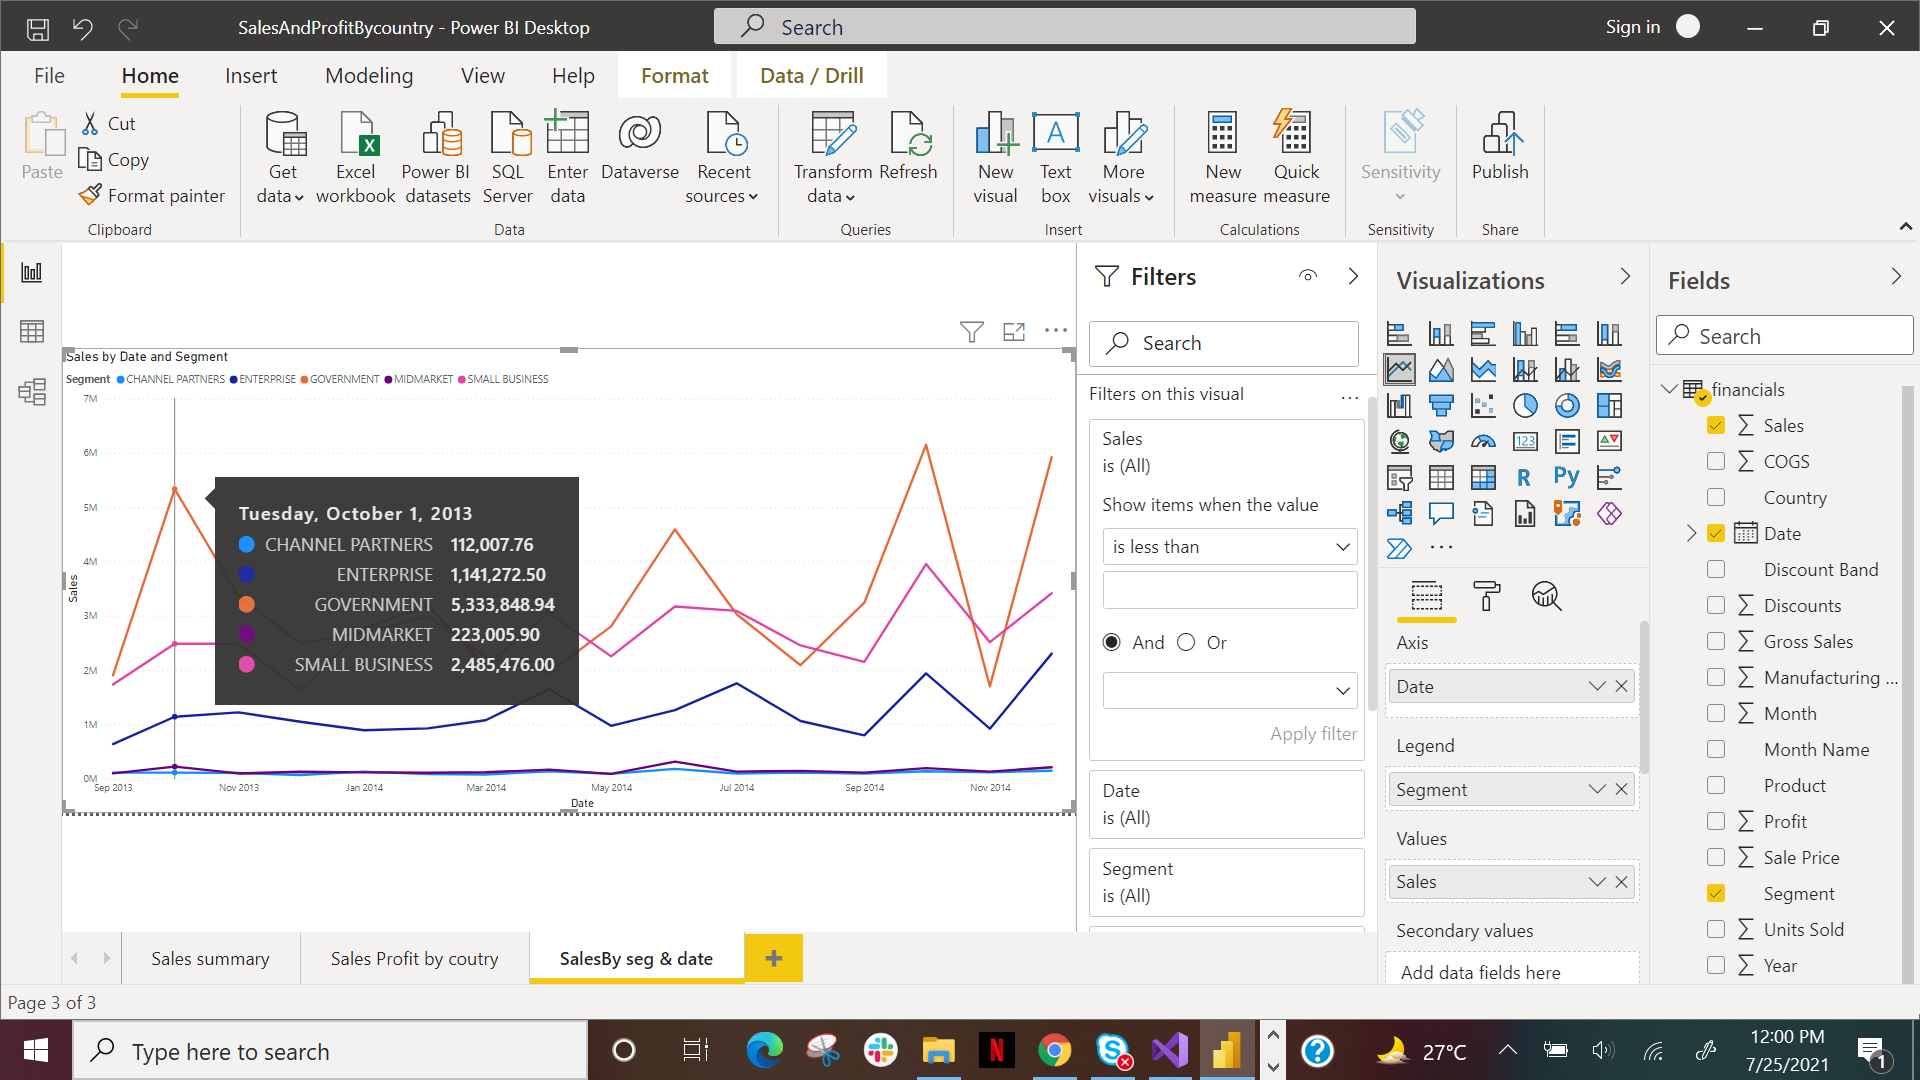 SalesAndProfitBycountry - Power BI Desktop
Search
Sign in
File
Home
Insert
Modeling
View
Help
Format
Data / Drill
Paste
Cut
Copy
Format painter
Clipboard
Get data
Excel workbook
Power BI datasets
SQL Server
Enter data
Dataverse
Recent sources
Data
Transform data
Refresh
Queries
New visual
Text box
More visuals
Insert
New measure
Quick measure
Calculations
Sensitivity
Sensitivity
Publish
Share
Sales by Date and Segment
Segment CHANNEL PARTNERS ENTERPRISE GOVERNMENT MIDMARKET SMALL BUSINESS
7M
6M
5M
4M
3M
2M
1M
0M
Sales
Tuesday, October 1, 2013
CHANNEL PARTNERS 112,007.76
ENTERPRISE 1,141,272.50
GOVERNMENT 5,333,848.94
MIDMARKET 223,005.90
SMALL BUSINESS 2,485,476.00
Sep 2013 Nov 2013 Jan 2014 Mar 2014 May 2014 Jul 2014 Sep 2014 Nov 2014
Date
Filters
Search
Filters on this visual ...
Sales
is (All)
Show items when the value
is less than
And Or
Apply filter
Date
is (All)
Segment
is (All)
Visualizations
123
R
Py
...
Axis
Date
Legend
Segment
Values
Sales
Secondary values
Add data fields here
Fields
Search
financials
Sales
COGS
Country
Date
Discount Band
Discounts
Gross Sales
Manufacturing ...
Month
Month Name
Product
Profit
Sale Price
Segment
Units Sold
Year
Sales summary
Sales Profit by coutry
SalesBy seg & date
+
Page 3 of 3
Type here to search
27°C
12:00 PM
7/25/2021
1